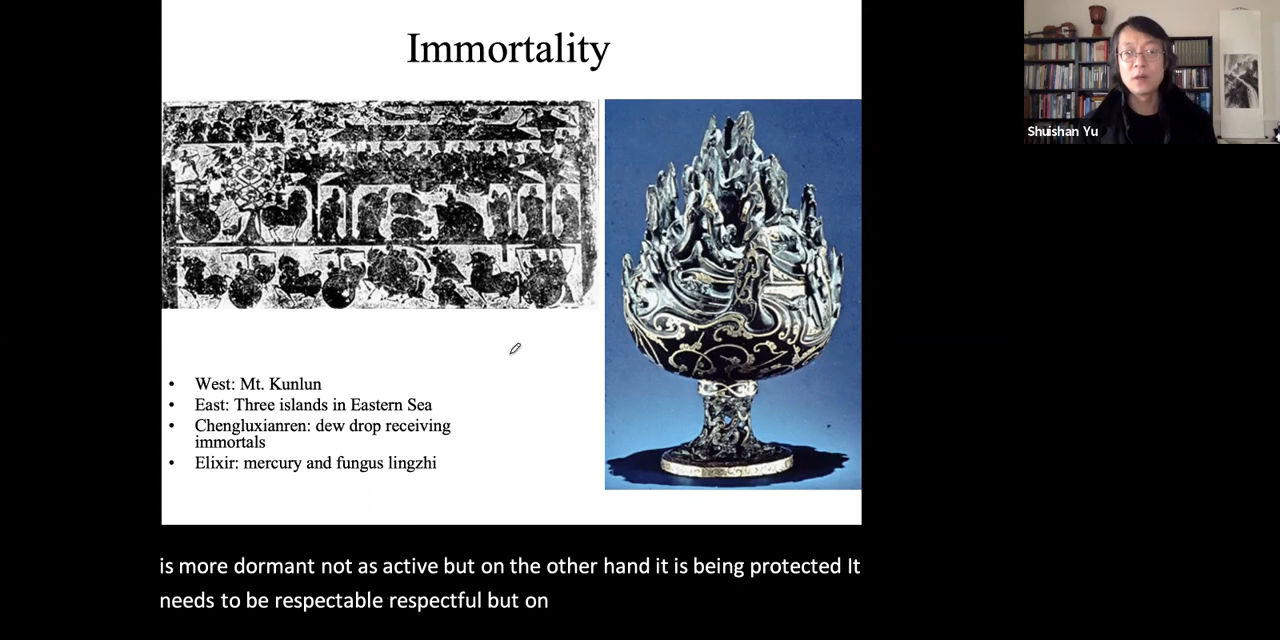 Immortality
Shuishan Yu
• West: Mt. Kunlun
• East: Three islands in Eastern Sea
• Chengluxianren: dew drop receiving
immortals
• Elixir: mercury and fungus lingzhi
is more dormant not as active but on the other hand it is being protected It
needs to be respectable respectful but on